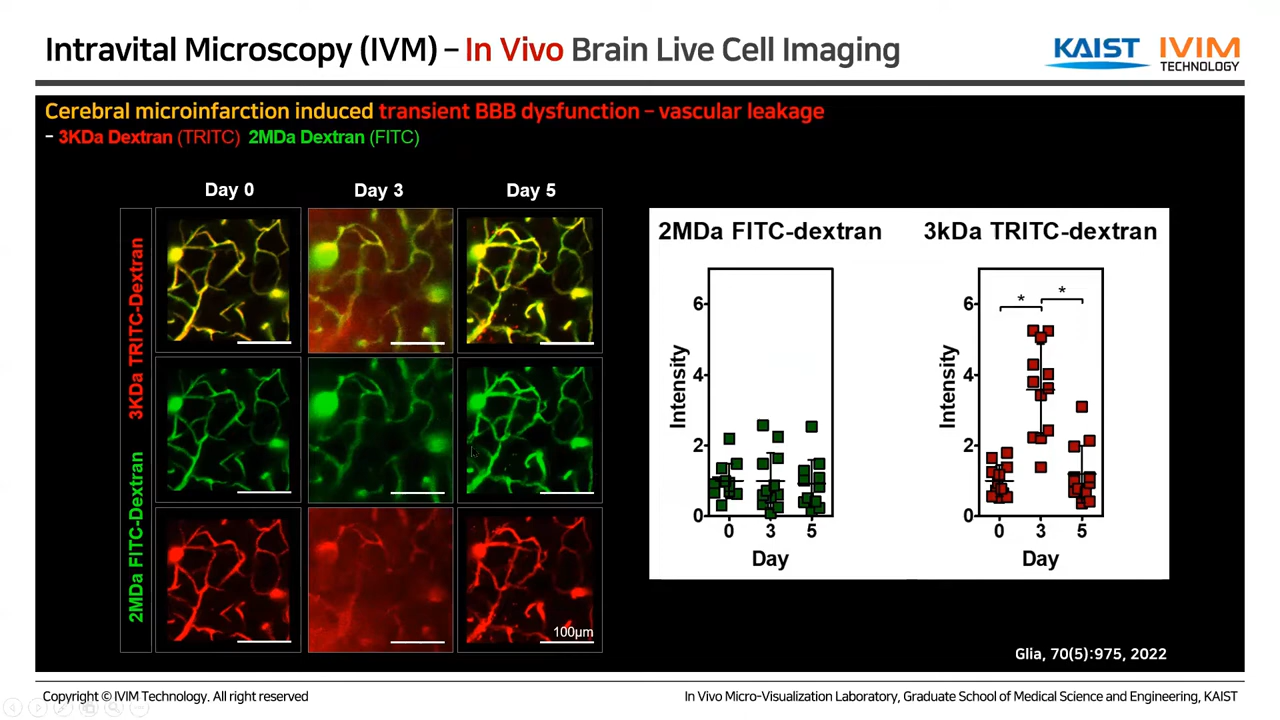 Intravital Microscopy (IVM) – In Vivo Brain Live Cell Imaging
KAIST
IVIM
TECHNOLOGY
Cerebral microinfarction induced transient BBB dysfunction – vascular leakage
- 3KDa Dextran (TRITC) 2MDa Dextran (FITC)
Day 0
Day 3
Day 5
3KDa TRITC-Dextran
2MDa FITC-Dextran
100µm
2MDa FITC-dextran
6
4
2
0
Intensity
0 3 5
Day
3kDa TRITC-dextran
* *
6
4
2
0
Intensity
0 3 5
Day
Glia, 70(5):975, 2022
Copyright © IVIM Technology. All right reserved
In Vivo Micro-Visualization Laboratory, Graduate School of Medical Science and Engineering, KAIST